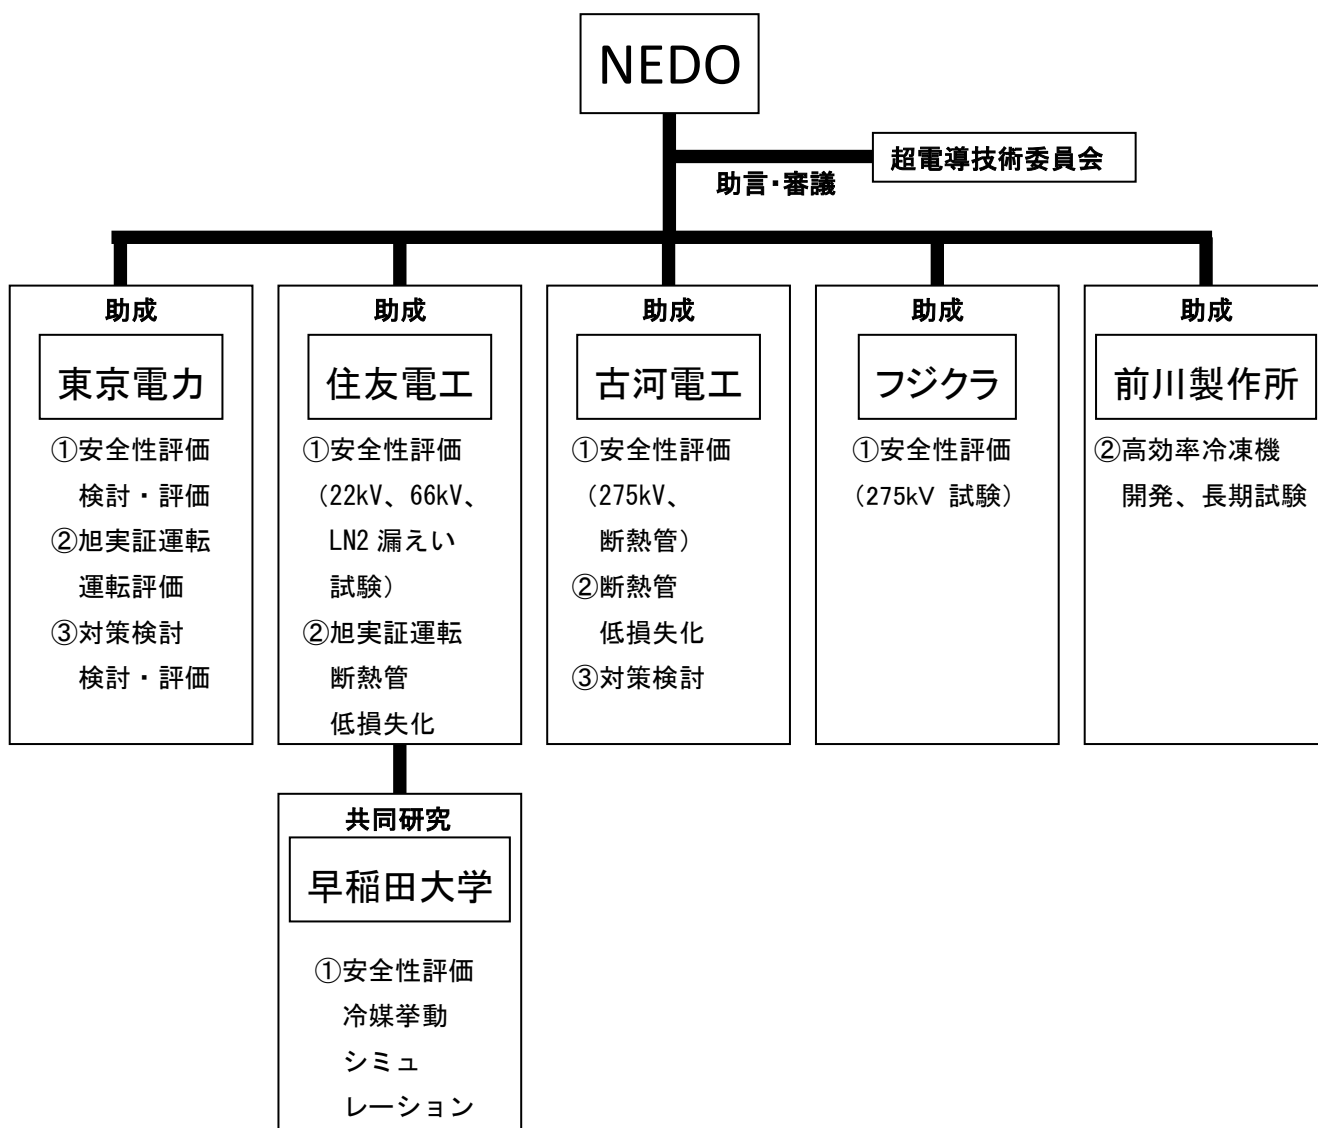 NEDO
超電導技術委員会
助言・審議
助成
東京電力
①安全性評価
検討・評価
②旭実証運転
運転評価
③対策検討
検討・評価
助成
住友電工
①安全性評価
（22kV、66kV、
LN2 漏えい
試験）
②旭実証運転
断熱管
低損失化
助成
古河電工
①安全性評価
（275kV、
断熱管）
②断熱管
低損失化
③対策検討
助成
フジクラ
①安全性評価
（275kV 試験）
助成
前川製作所
②高効率冷凍機
開発、長期試験
共同研究
早稲田大学
①安全性評価
冷媒挙動
シミュ
レーション